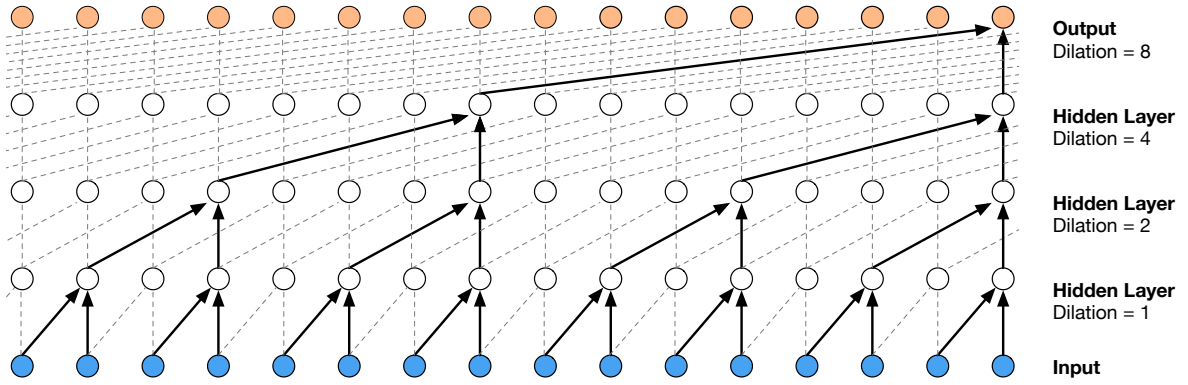 Output
Dilation = 8
Hidden Layer
Dilation = 4
Hidden Layer
Dilation = 2
Hidden Layer
Dilation = 1
Input